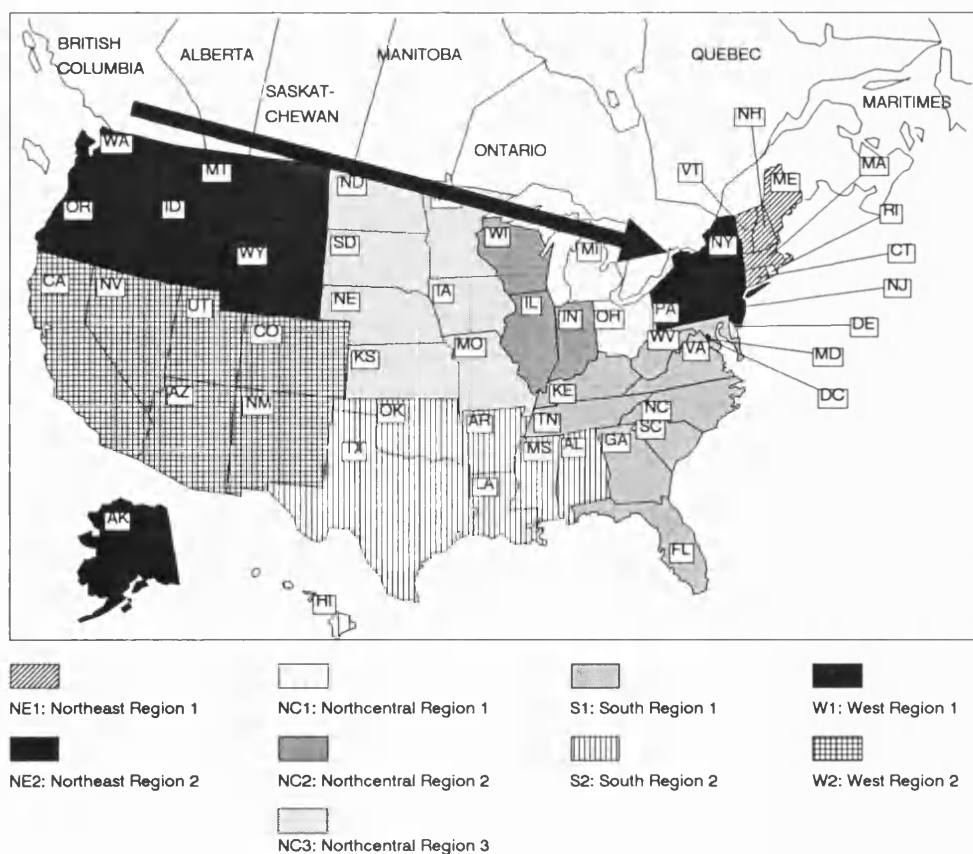 BRITISH
COLUMBIA
ALBERTA
MANITOBA
QUEBEC
SASKAT-
CHEWAN
MARITIMES
ONTARIO
NH
VT
MA
ME
RI
WA
MT
ND
OR
ID
WI
MI
NY
CT
SD
WY
NJ
CA
NV
UT
NE
IA
IL
IN
OH
PA
DE
CO
KS
MO
WV
VA
MD
DC
AZ
NM
OK
KE
TN
NC
SC
AR
TX
MS
AL
GA
LA
FL
AK
HI
NE1: Northeast Region 1
NC1: Northcentral Region 1
S1: South Region 1
W1: West Region 1
NE2: Northeast Region 2
NC2: Northcentral Region 2
S2: South Region 2
W2: West Region 2
NC3: Northcentral Region 3